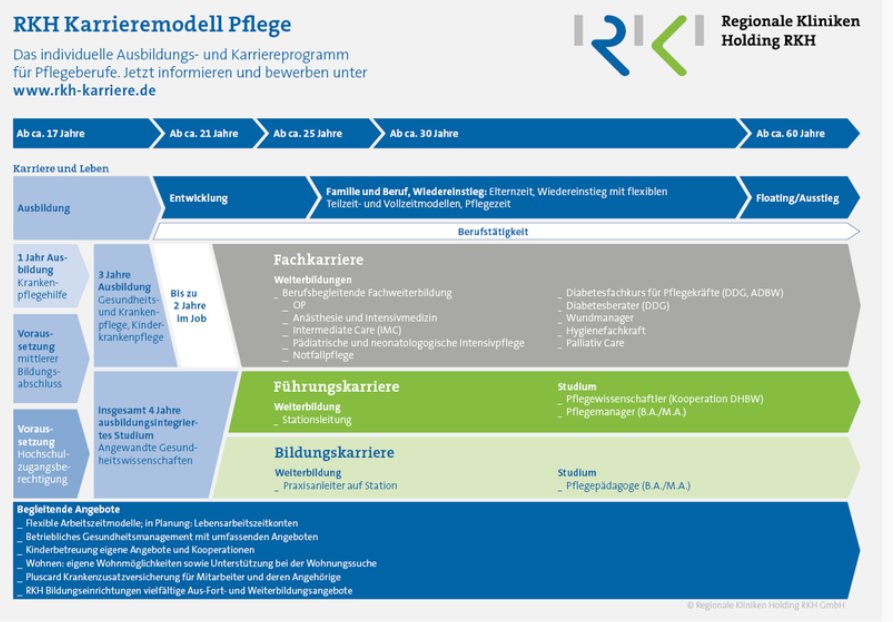 RKH Karrieremodell Pflege
Das individuelle Ausbildungs- und Karriereprogramm
für Pflegeberufe. Jetzt informieren und bewerben unter
www.rkh-karriere.de
RKH
Regionale Kliniken
Holding RKH
Ab ca. 17 Jahre
Ab ca. 21 Jahre
Ab ca. 25 Jahre
Ab ca. 30 Jahre
Ab ca. 60 Jahre
Karriere und Leben
Ausbildung
Entwicklung
Familie und Beruf, Wiedereinstieg: Elternzeit, Wiedereinstieg mit flexiblen
Teilzeit- und Vollzeitmodellen, Pflegezeit
Floating/Ausstieg
Berufstätigkeit
1 Jahr Aus-
bildung
Kranken-
pflegehilfe
Voraus-
setzung
mittlerer
Bildungs-
abschluss
Voraus-
setzung
Hochschul-
zugangsbe-
rechtigung
3 Jahre
Ausbildung
Gesundheits-
und Kranken-
pflege, Kinder-
krankenpflege
Bis zu
2 Jahre
im Job
Insgesamt 4 Jahre
ausbildungsintegrier-
tes Studium
Angewandte Gesund-
heitswissenschaften
Fachkarriere
Weiterbildungen
_ Berufsbegleitende Fachweiterbildung
_ OP
_ Anästhesie und Intensivmedizin
_ Intermediate Care (IMC)
_ Pädiatrische und neonatologogische Intensivpflege
_ Notfallpflege
_ Diabetesfachkurs für Pflegekräfte (DDG, ADBW)
_ Diabetesberater (DDG)
_ Wundmanager
_ Hygienefachkraft
_ Palliativ Care
Führungskarriere
Weiterbildung
_ Stationsleitung
Studium
_ Pflegewissenschaftler (Kooperation DHBW)
_ Pflegemanager (B.A./M.A.)
Bildungskarriere
Weiterbildung
_ Praxisanleiter auf Station
Studium
_ Pflegepädagoge (B.A./M.A.)
Begleitende Angebote
_ Flexible Arbeitszeitmodelle; in Planung: Lebensarbeitszeitkonten
_ Betriebliches Gesundheitsmanagement mit umfassenden Angeboten
_ Kinderbetreuung eigene Angebote und Kooperationen
_ Wohnen: eigene Wohnmöglichkeiten sowie Unterstützung bei der Wohnungssuche
_ Pluscard Krankenzusatzversicherung für Mitarbeiter und deren Angehörige
_ RKH Bildungseinrichtungen vielfältige Aus-Fort- und Weiterbildungsangebote
© Regionale Kliniken Holding RKH GmbH